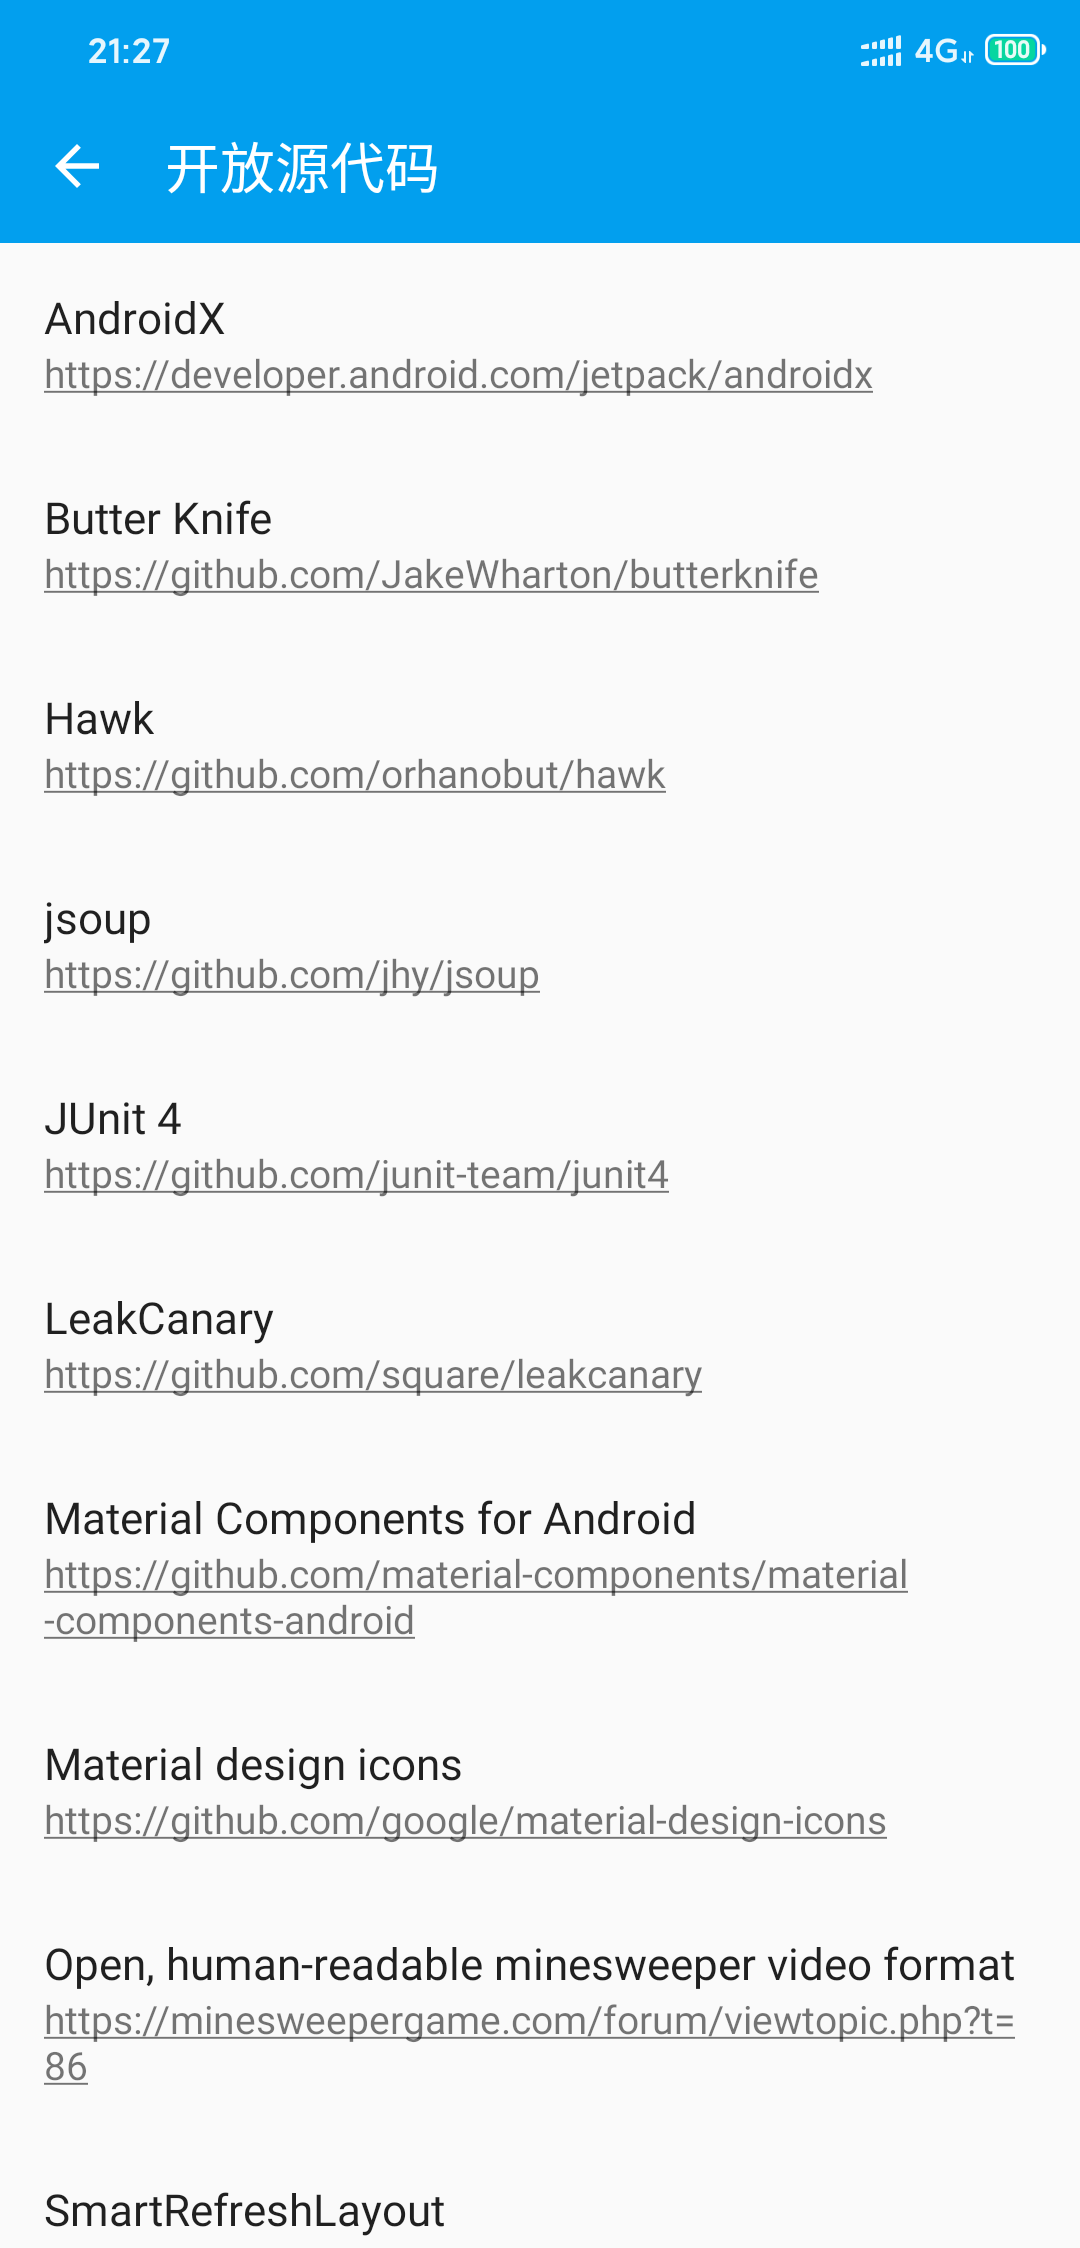 21:27
4G
100
开放源代码
AndroidX
https://developer.android.com/jetpack/androidx
Butter Knife
https://github.com/JakeWharton/butterknife
Hawk
https://github.com/orhanobut/hawk
jsoup
https://github.com/jhy/jsoup
JUnit 4
https://github.com/junit-team/junit4
LeakCanary
https://github.com/square/leakcanary
Material Components for Android
https://github.com/material-components/material
-components-android
Material design icons
https://github.com/google/material-design-icons
Open, human-readable minesweeper video format
https://minesweepergame.com/forum/viewtopic.php?t=
86
SmartRefreshLayout